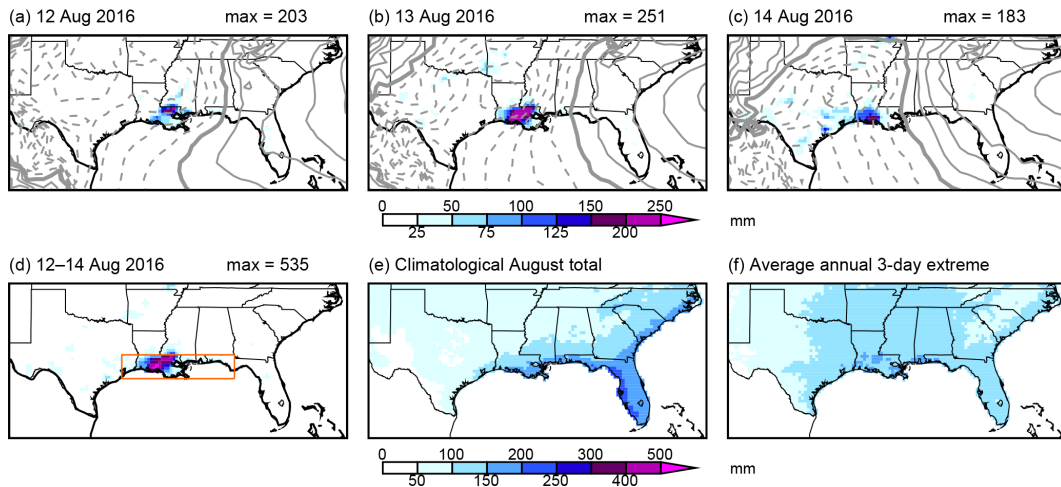 (a) 12 Aug 2016 max = 203
(b) 13 Aug 2016 max = 251
(c) 14 Aug 2016 max = 183
0 50 100 125 150 250
25 75 125 200
mm
(d) 12–14 Aug 2016 max = 535
(e) Climatological August total
(f) Average annual 3-day extreme
0 100 200 300 400 500
50 150 250 400
mm